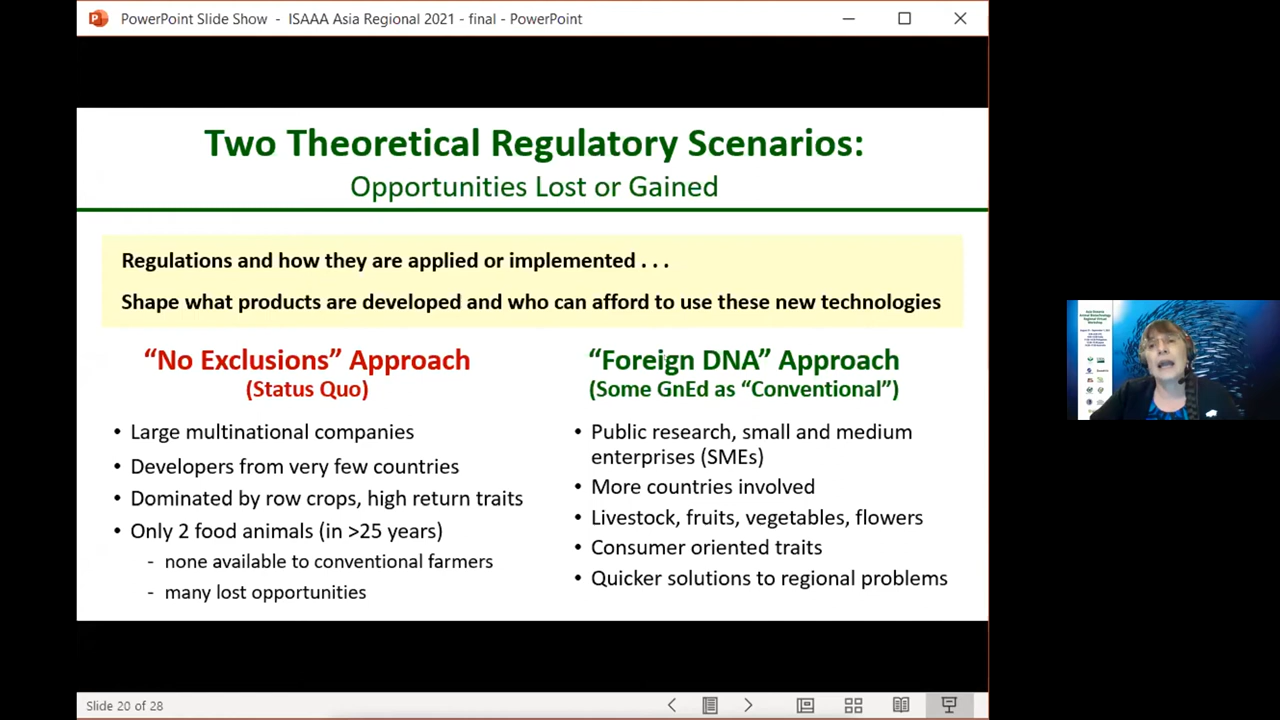 PowerPoint Slide Show - ISAAA Asia Regional 2021 - final - PowerPoint
Two Theoretical Regulatory Scenarios:
Opportunities Lost or Gained
Regulations and how they are applied or implemented . . .
Shape what products are developed and who can afford to use these new technologies
“No Exclusions” Approach
(Status Quo)
• Large multinational companies
• Developers from very few countries
• Dominated by row crops, high return traits
• Only 2 food animals (in >25 years)
- none available to conventional farmers
- many lost opportunities
“Foreign DNA” Approach
(Some GnEd as “Conventional”)
• Public research, small and medium
enterprises (SMEs)
• More countries involved
• Livestock, fruits, vegetables, flowers
• Consumer oriented traits
• Quicker solutions to regional problems
Slide 20 of 28